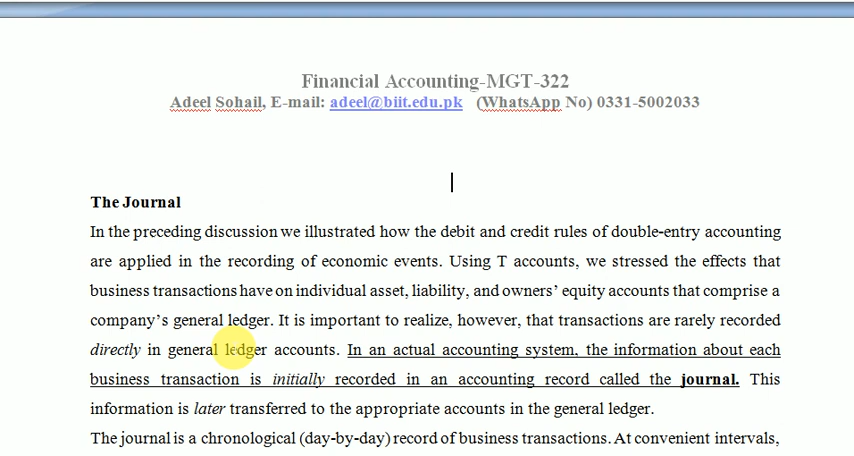 Financial Accounting-MGT-322
Adeel Sohail, E-mail: adeel@biit.edu.pk (WhatsApp No) 0331-5002033
The Journal
In the preceding discussion we illustrated how the debit and credit rules of double-entry accounting
are applied in the recording of economic events. Using T accounts, we stressed the effects that
business transactions have on individual asset, liability, and owners' equity accounts that comprise a
company's general ledger. It is important to realize, however, that transactions are rarely recorded
directly in general ledger accounts. In an actual accounting system, the information about each
business transaction is initially recorded in an accounting record called the journal. This
information is later transferred to the appropriate accounts in the general ledger.
The journal is a chronological (day-by-day) record of business transactions. At convenient intervals,